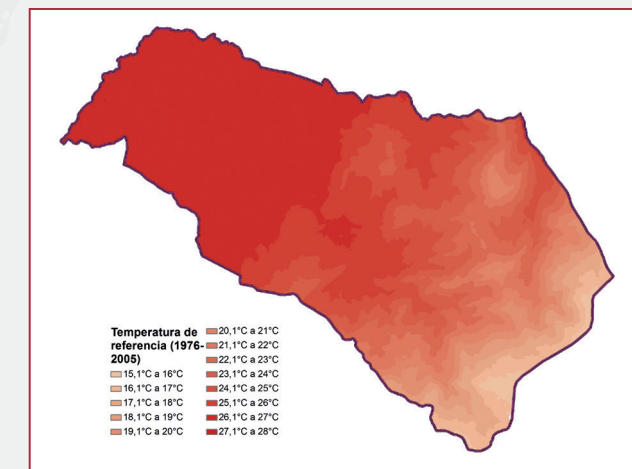 Temperatura de
referencia (1976-
2005)
15,1°C a 16°C
16,1°C a 17°C
17,1°C a 18°C
18,1°C a 19°C
19,1°C a 20°C
20,1°C a 21°C
21,1°C a 22°C
22,1°C a 23°C
23,1°C a 24°C
24,1°C a 25°C
25,1°C a 26°C
26,1°C a 27°C
27,1°C a 28°C